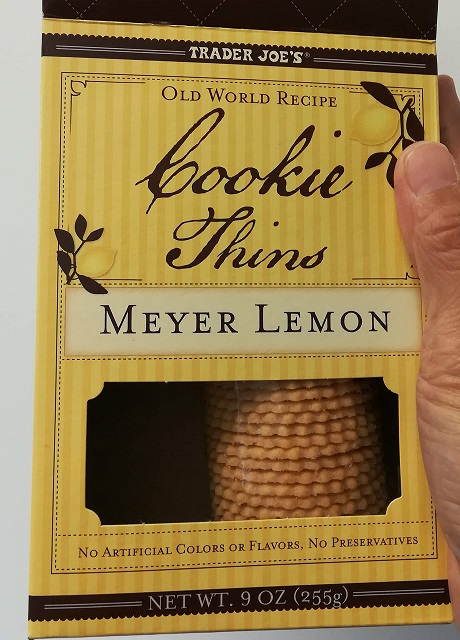 TRADER JOE'S®
OLD WORLD RECIPE
Cookie
Thins
MEYER LEMON
NO ARTIFICIAL COLORS OR FLAVORS, NO PRESERVATIVES
NET WT. 9 OZ (255g)